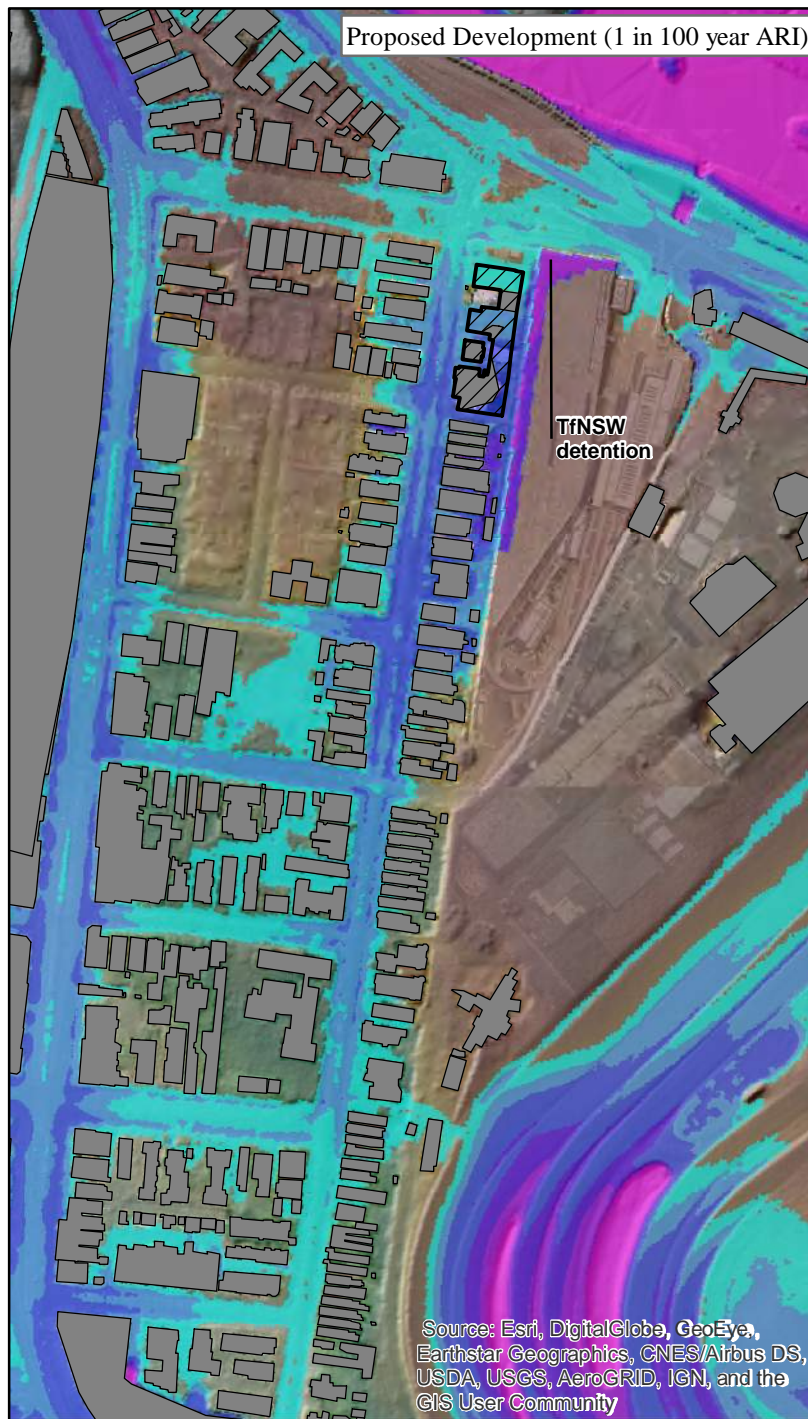 Proposed Development (1 in 100 year ARI)
TfNSW
detention
Source: Esri, DigitalGlobe, GeoEye,
Earthstar Geographics, CNES/Airbus DS,
USDA, USGS, AeroGRID, IGN, and the
GIS User Community